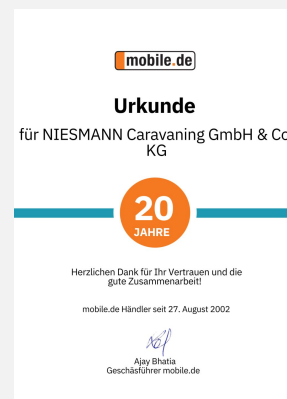 mobile.de
Urkunde
für NIESMANN Caravaning GmbH & Co
KG
20
JAHRE
Herzlichen Dank für Ihr Vertrauen und die
gute Zusammenarbeit!
mobile.de Händler seit 27. August 2002
Ajay Bhatia
Geschäsführer mobile.de